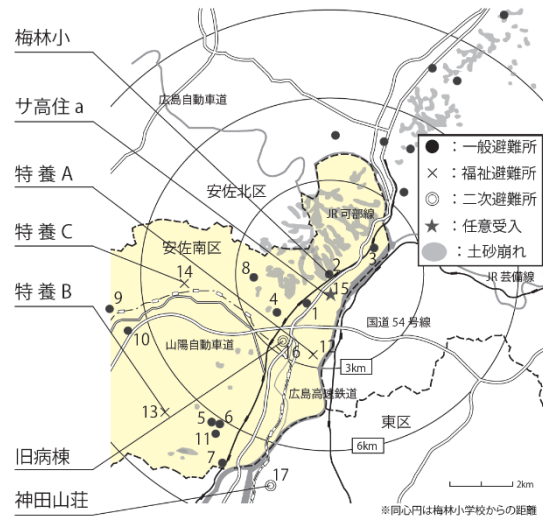 梅林小
サ高住 a
特 養 A
特 養 C
特 養 B
旧病棟
神田山荘
広島自動車道
安佐北区
JR 可部線
安佐南区
山陽自動車道
広島高速鉄道
国道 54 号線
JR 芸備線
東区
：一般避難所
：福祉避難所
：二次避難所
：任意受入
：土砂崩れ
1
2
3
4
5
6
7
8
9
10
11
12
13
14
15
16
17
3km
6km
2km
※同心円は梅林小学校からの距離